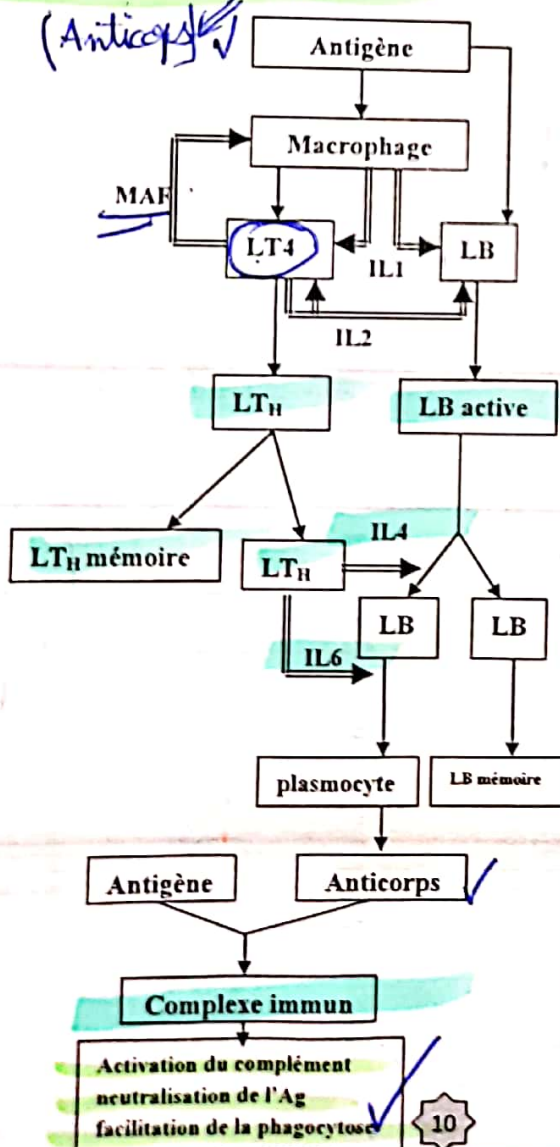 (Anticops)
Antigène
Macrophage
MAF
LT4
IL1
LB
IL2
LTH
LB active
IL4
LTH mémoire
LTH
LB
LB
IL6
plasmocyte
LB mémoire
Antigène
Anticorps
Complexe immun
Activation du complément
neutralisation de l'Ag
facilitation de la phagocytose
10